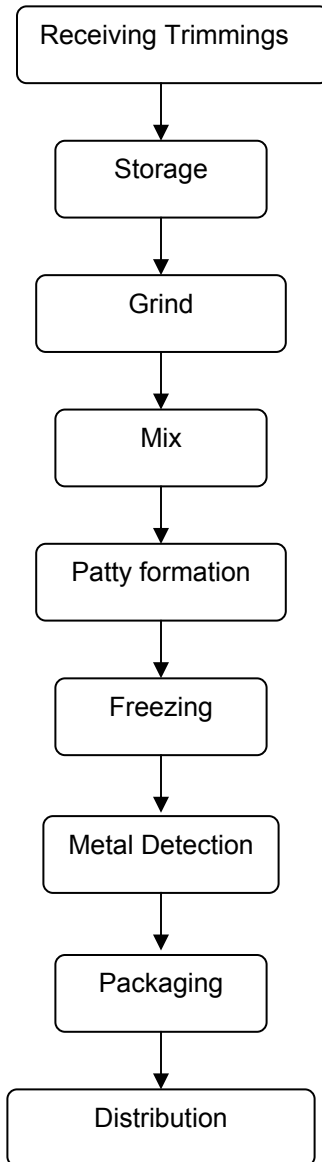 Receiving Trimmings
Storage
Grind
Mix
Patty formation
Freezing
Metal Detection
Packaging
Distribution